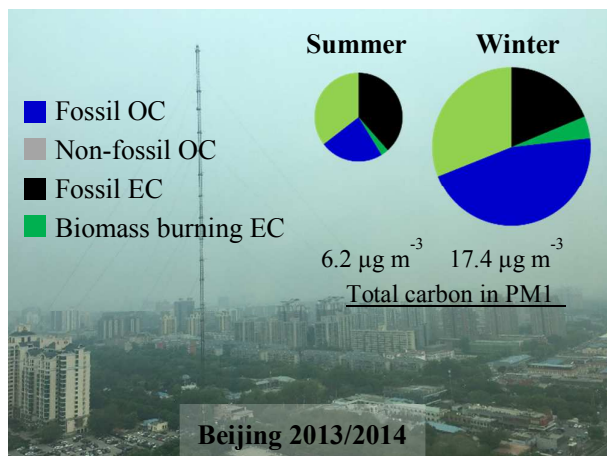 Summer Winter
Fossil OC
Non-fossil OC
Fossil EC
Biomass burning EC
6.2 µg m-3 17.4 µg m-3
Total carbon in PM1
Beijing 2013/2014